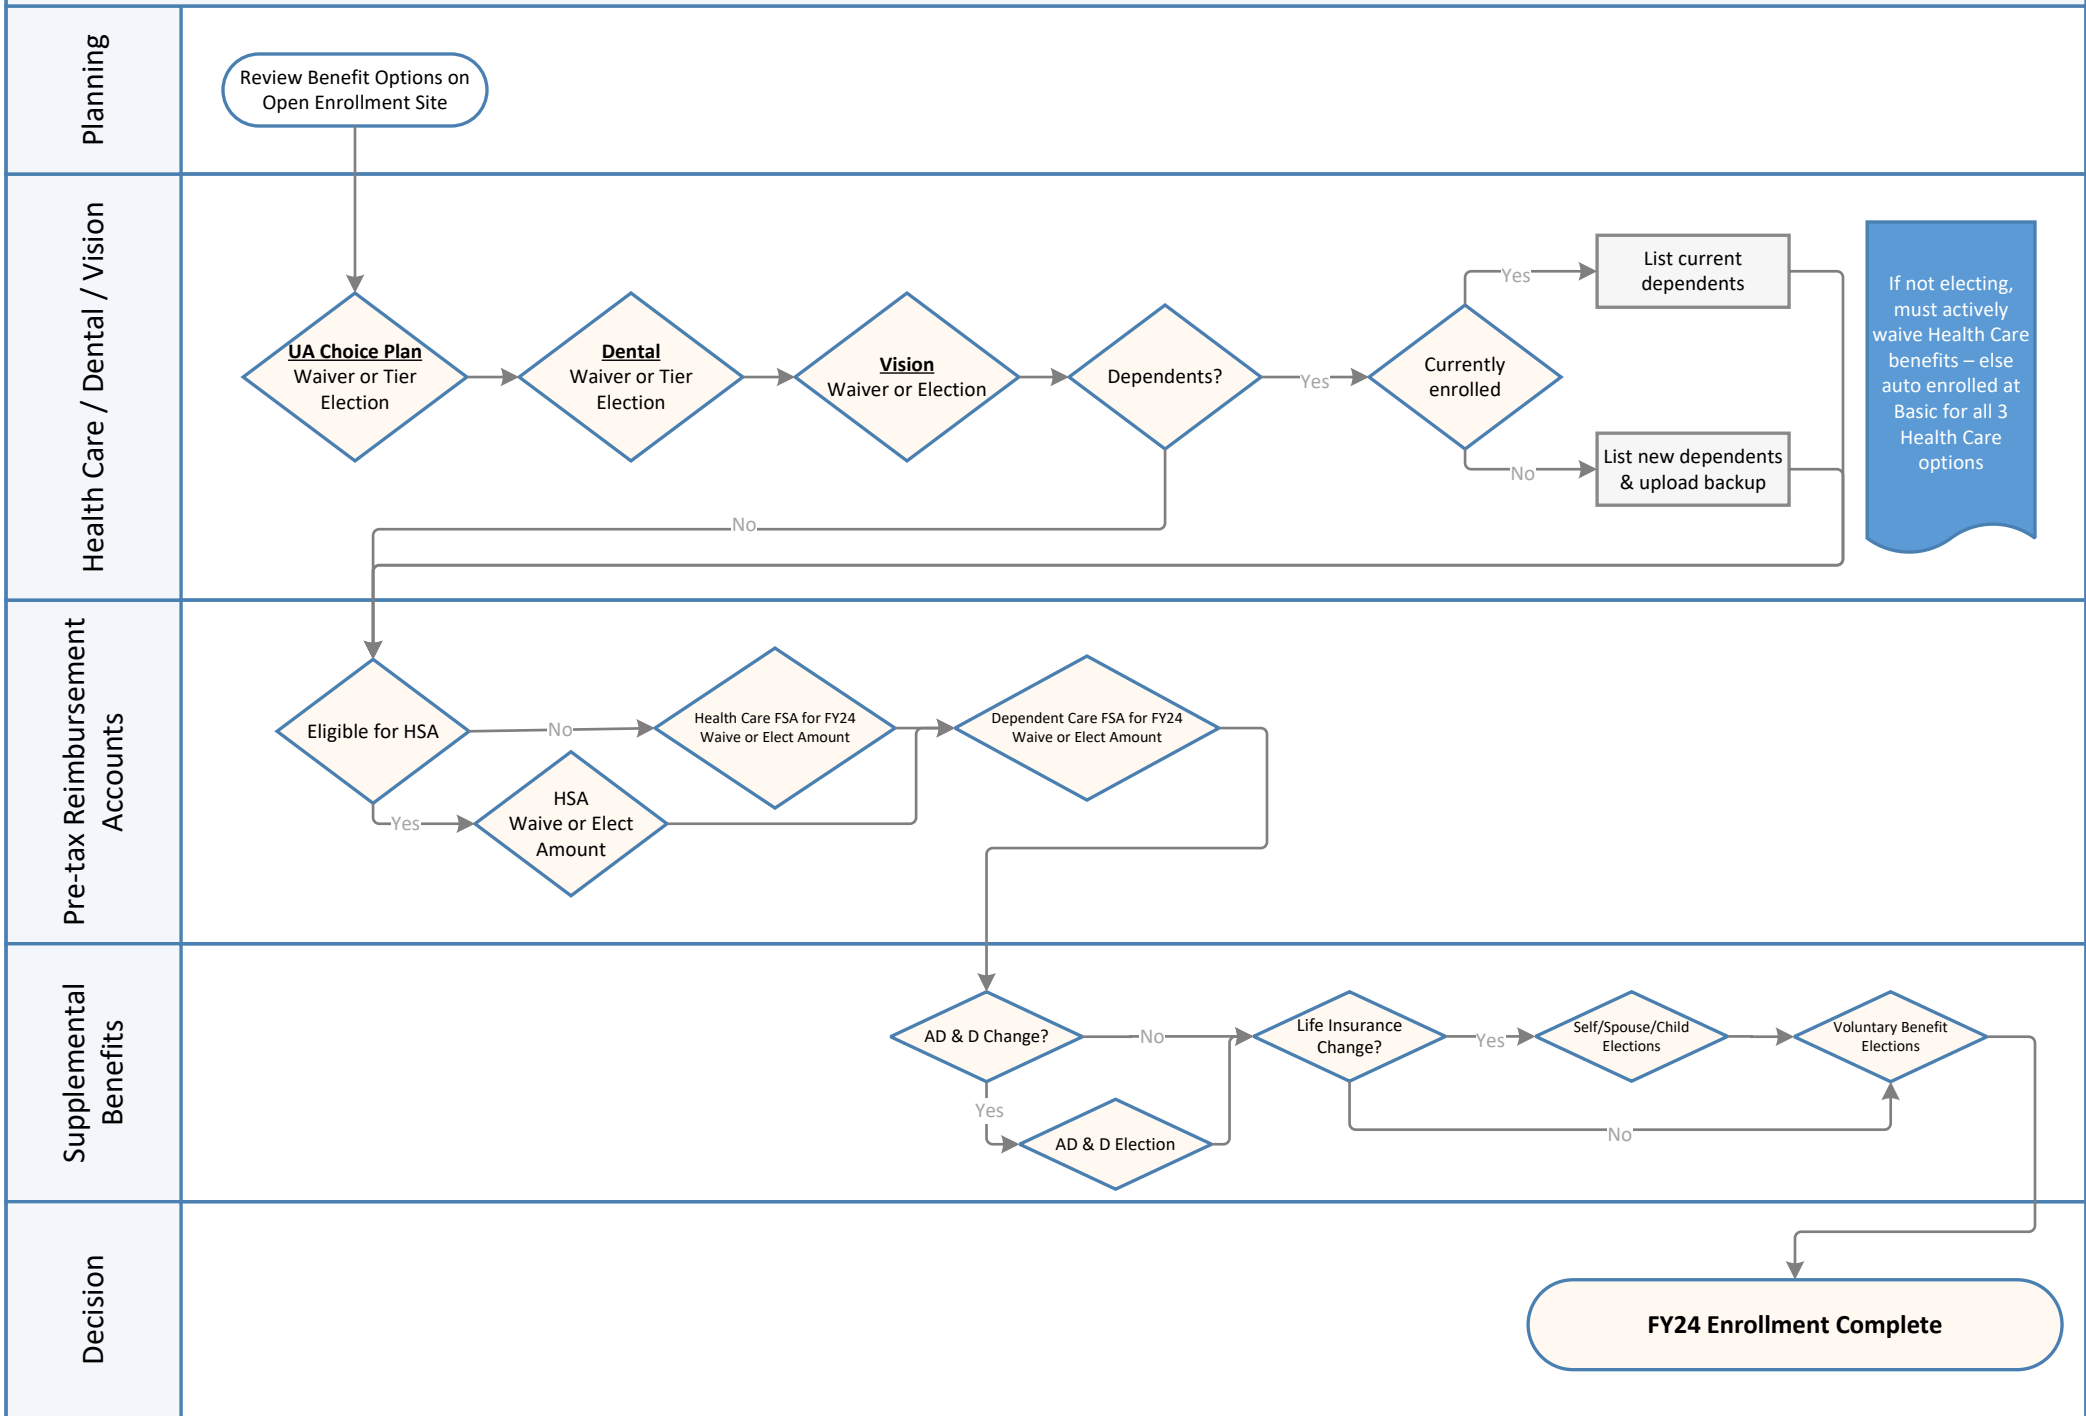 Planning
Review Benefit Options on
Open Enrollment Site
Health Care / Dental / Vision
UA Choice Plan
Waiver or Tier
Election
Dental
Waiver or Tier
Election
Vision
Waiver or Election
Dependents?
Yes
Currently
enrolled
Yes
List current
dependents
No
List new dependents
& upload backup
If not electing,
must actively
waive Health Care
benefits – else
auto enrolled at
Basic for all 3
Health Care
options
No
Pre-tax Reimbursement
Accounts
Eligible for HSA
No
Health Care FSA for FY24
Waive or Elect Amount
Dependent Care FSA for FY24
Waive or Elect Amount
Yes
HSA
Waive or Elect
Amount
Supplemental
Benefits
AD & D Change?
No
Life Insurance
Change?
Yes
Self/Spouse/Child
Elections
Voluntary Benefit
Elections
Yes
AD & D Election
No
Decision
FY24 Enrollment Complete